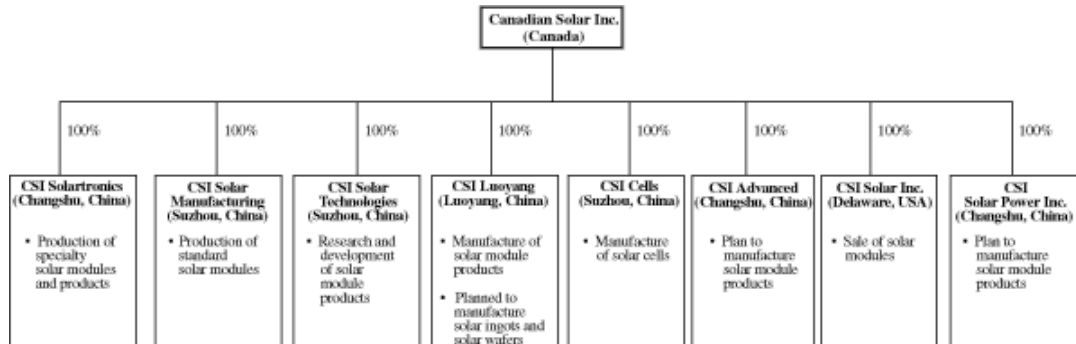 Canadian Solar Inc.
(Canada)
100%
100%
100%
100%
100%
100%
100%
100%
CSI Solartronics
(Changshu, China)
• Production of
specialty
solar modules
and products
CSI Solar
Manufacturing
(Suzhou, China)
• Production of
standard
solar modules
CSI Solar
Technologies
(Suzhou, China)
• Research and
development
of solar
module
products
CSI Luoyang
(Luoyang, China)
• Manufacture of
solar module
products
• Planned to
manufacture
solar ingots and
solar wafers
CSI Cells
(Suzhou, China)
• Manufacture
of solar cells
CSI Advanced
(Changshu, China)
• Plan to
manufacture
solar module
products
CSI Solar Inc.
(Delaware, USA)
• Sale of solar
modules
CSI
Solar Power Inc.
(Changshu, China)
• Plan to
manufacture
solar module
products